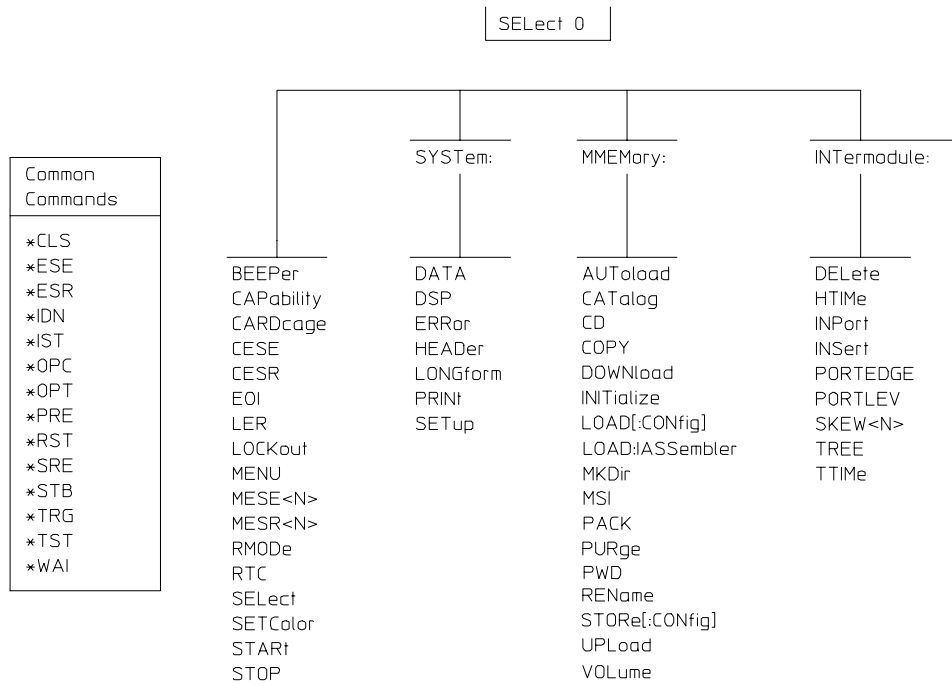 SELect 0
Common
Commands
*CLS
*ESE
*ESR
*IDN
*IST
*OPC
*OPT
*PRE
*RST
*SRE
*STB
*TRG
*TST
*WAI
BEEPer
CAPability
CARDcage
CESE
CESR
EOI
LER
LOCKout
MENU
MESE<N>
MESR<N>
RMODe
RTC
SELect
SETColor
STARt
STOP
SYSTem:
DATA
DSP
ERRor
HEADer
LONGform
PRINt
SETup
MMEMory:
AUToload
CATalog
CD
COPY
DOWNload
INITialize
LOAD[:CONfig]
LOAD:IASSembler
MKDir
MSI
PACK
PURge
PWD
REName
STORe[:CONfig]
UPLoad
VOLume
INTermodule:
DELete
HTIMe
INPort
INSert
PORTEDGE
PORTLEV
SKEW<N>
TREE
TTIMe